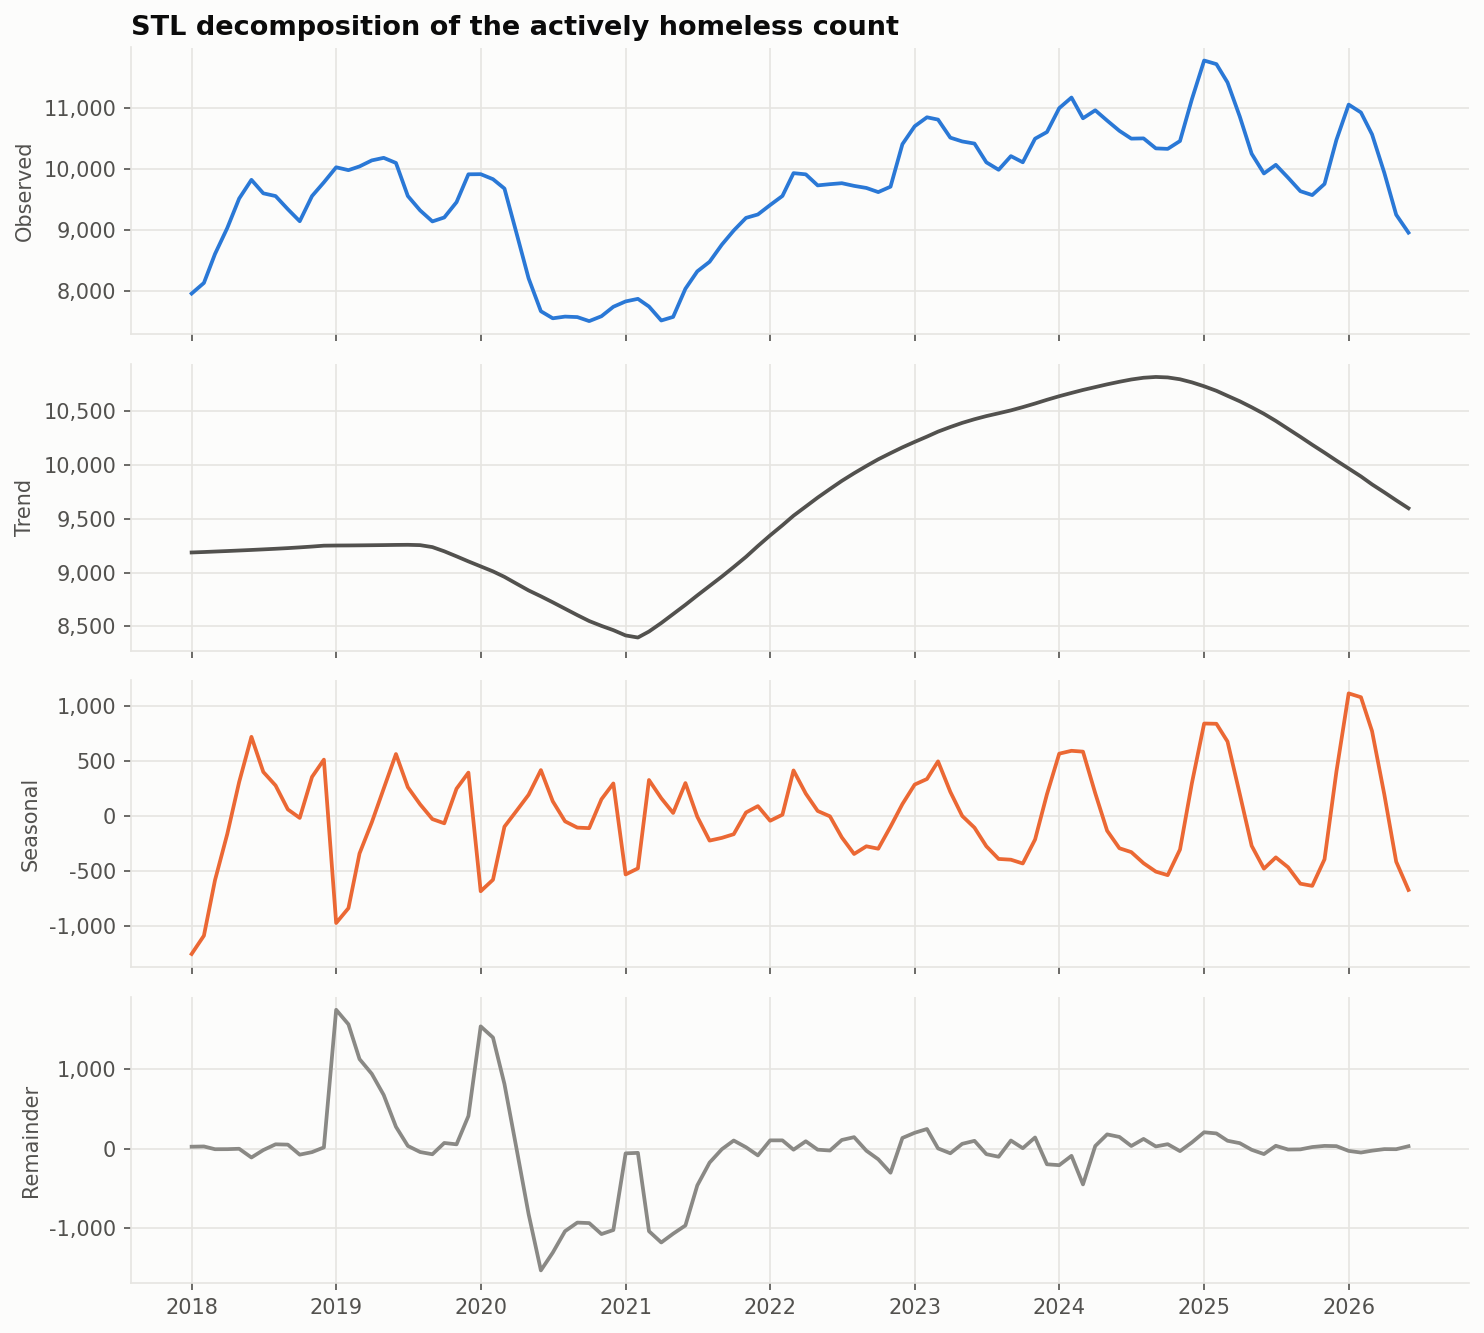 STL decomposition of the actively homeless count
Observed
11,000
10,000
9,000
8,000
Trend
10,500
10,000
9,500
9,000
8,500
Seasonal
1,000
500
0
-500
-1,000
Remainder
1,000
0
-1,000
2018 2019 2020 2021 2022 2023 2024 2025 2026